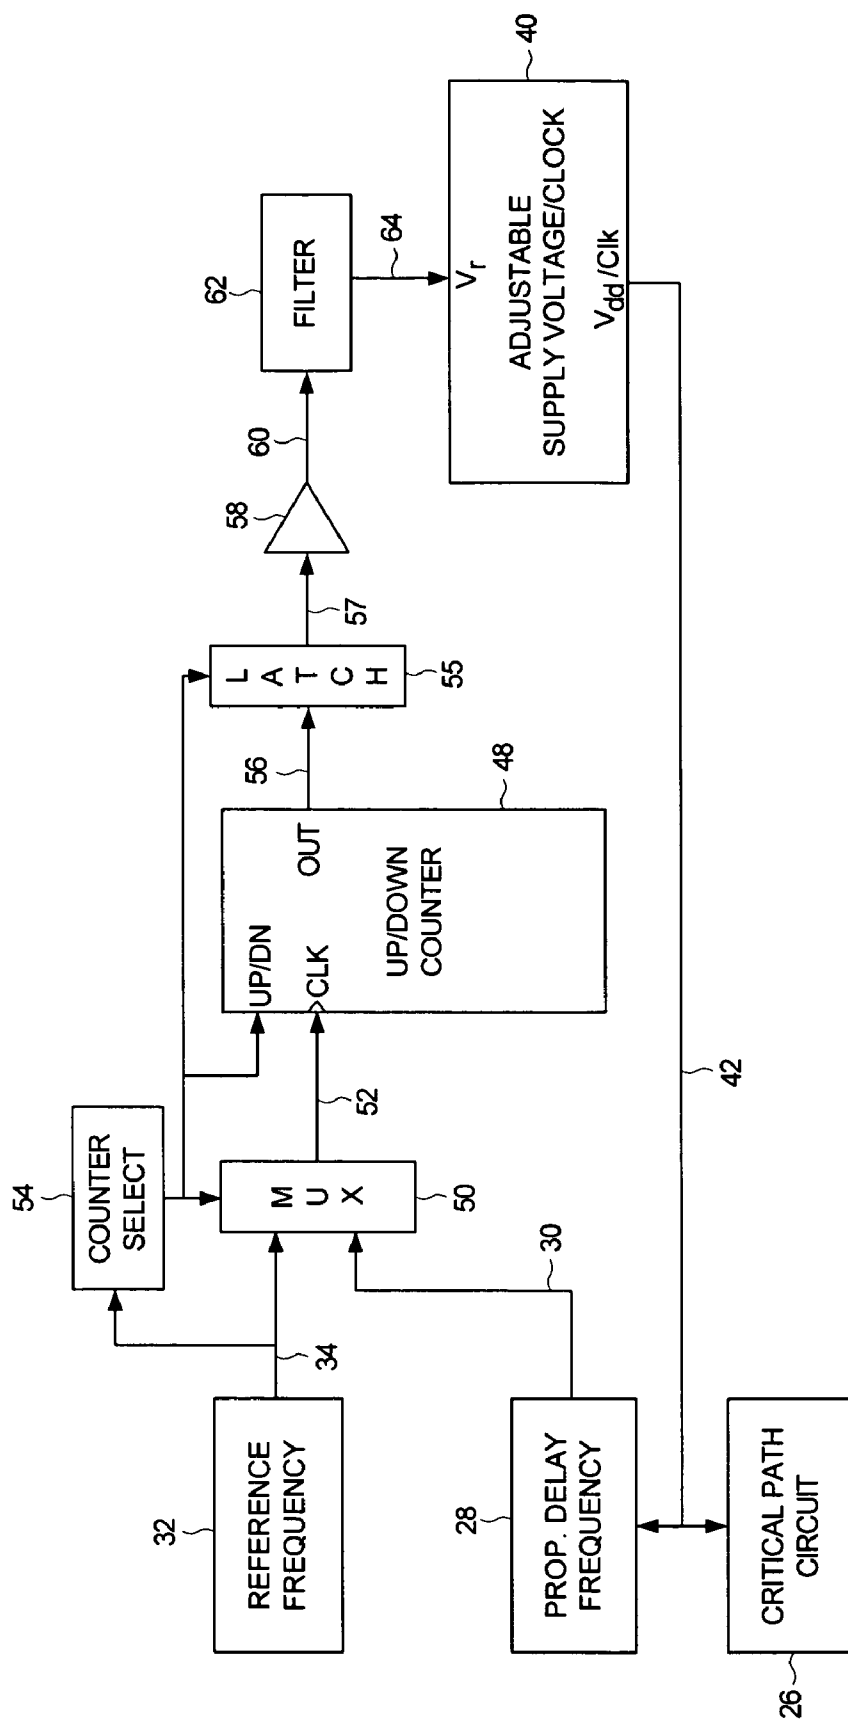 54
COUNTER
SELECT
32
REFERENCE
FREQUENCY
34
M
U
X
50
52
UP/DN
CLK
OUT
UP/DOWN
COUNTER
48
56
L
A
T
C
H
55
57
58
60
62
FILTER
64
40
Vr
ADJUSTABLE
SUPPLY VOLTAGE/CLOCK
Vdd/Clk
28
PROP. DELAY
FREQUENCY
30
42
CRITICAL PATH
CIRCUIT
26